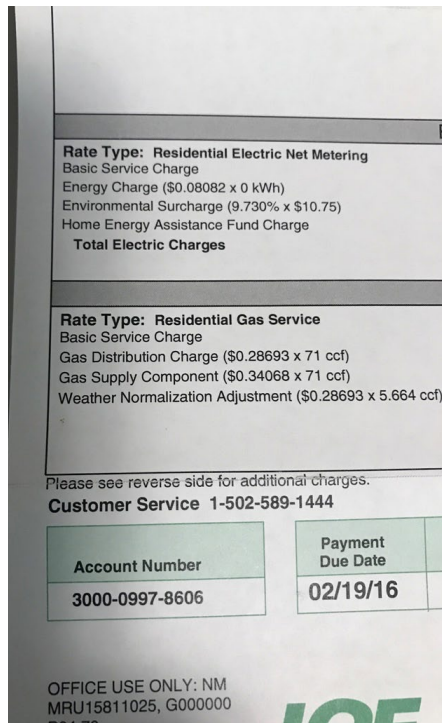 Rate Type: Residential Electric Net Metering
Basic Service Charge
Energy Charge ($0.08082 x 0 kWh)
Environmental Surcharge (9.730% x $10.75)
Home Energy Assistance Fund Charge
Total Electric Charges
Rate Type: Residential Gas Service
Basic Service Charge
Gas Distribution Charge ($0.28693 x 71 ccf)
Gas Supply Component ($0.34068 x 71 ccf)
Weather Normalization Adjustment ($0.28693 x 5.664 ccf)
Please see reverse side for additional charges.
Customer Service 1-502-589-1444
Account Number
Payment
Due Date
3000-0997-8606
02/19/16
OFFICE USE ONLY: NM
MRU15811025, G000000